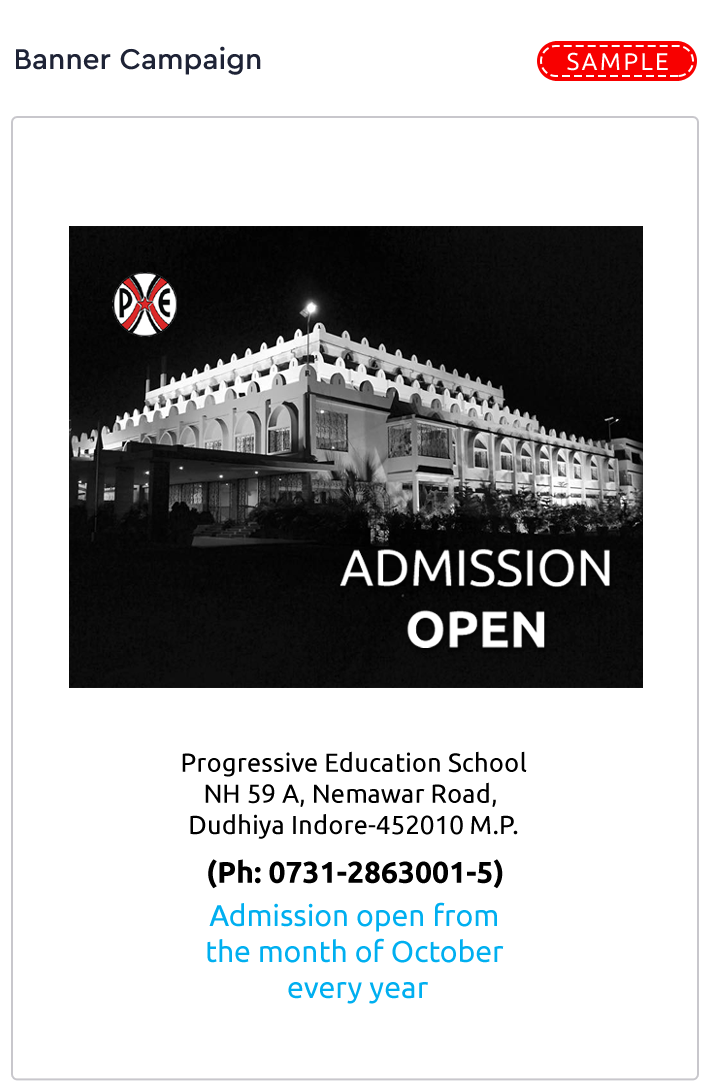 Banner Campaign
SAMPLE
P E
ADMISSION
OPEN
Progressive Education School
NH 59 A, Nemawar Road,
Dudhiya Indore-452010 M.P.
(Ph: 0731-2863001-5)
Admission open from
the month of October
every year